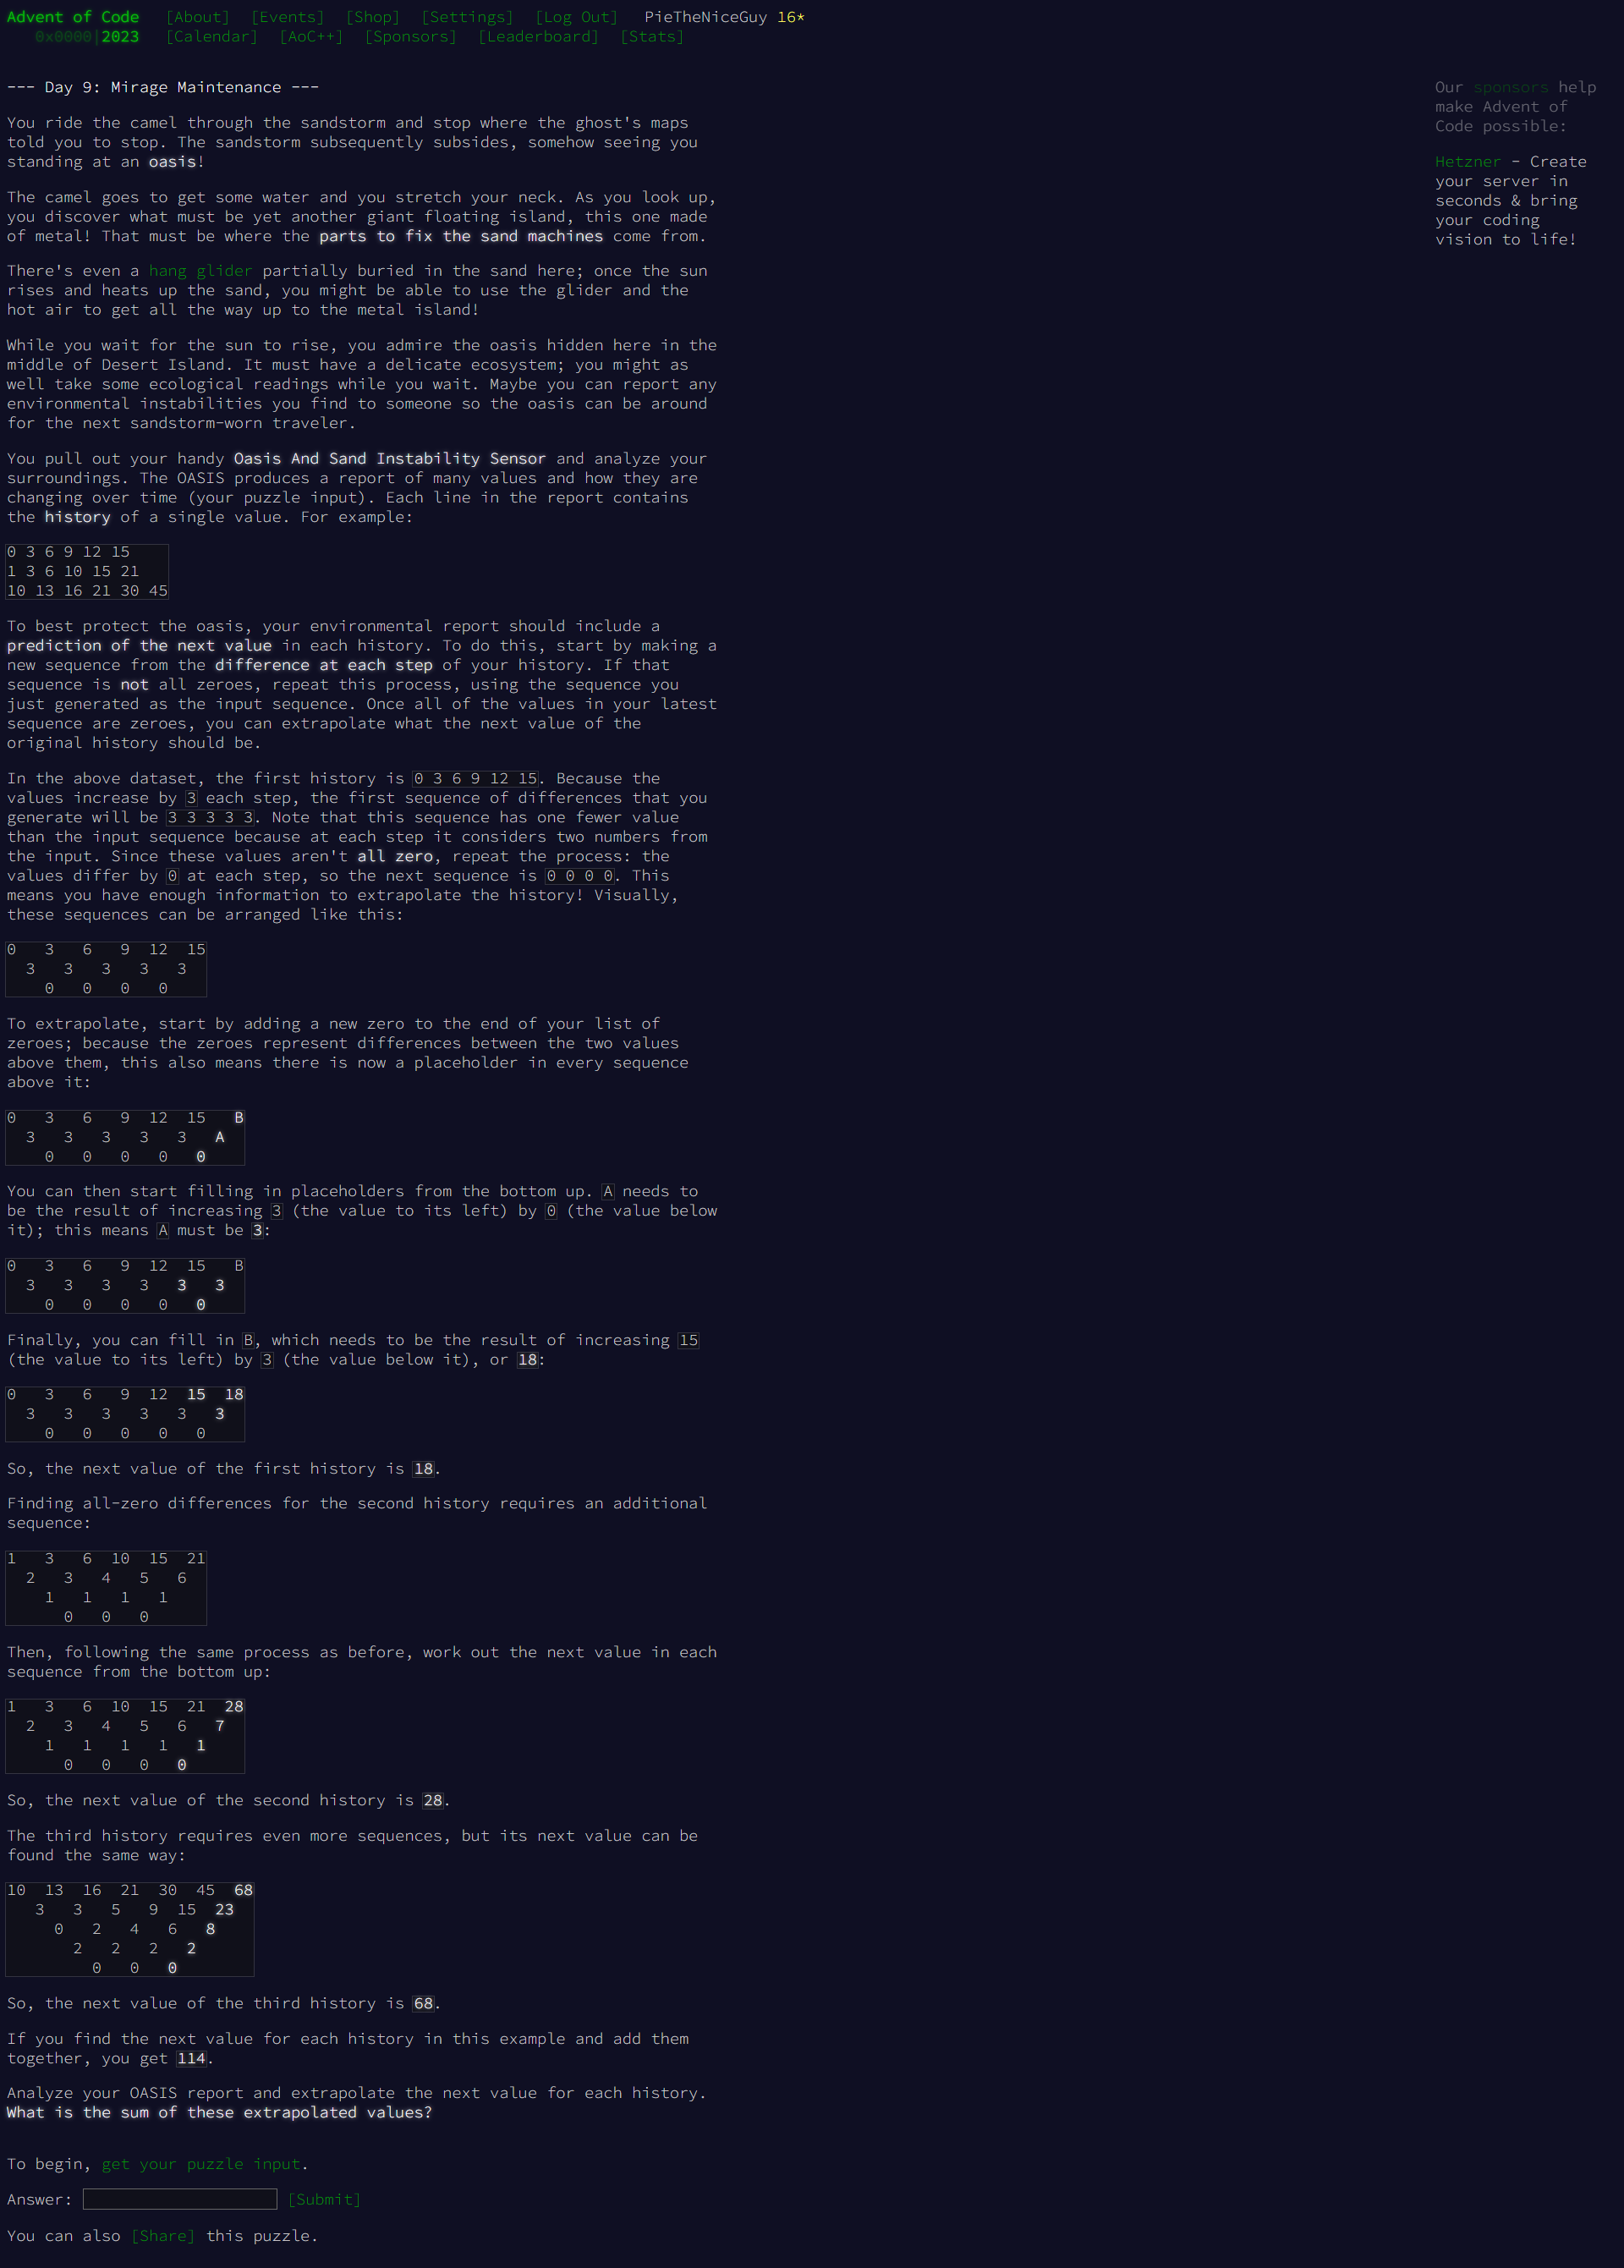 Advent of Code [About] [Events] [Shop] [Settings] [Log Out] PieTheNiceGuy 16*
0x0000|2023 [Calendar] [AoC++] [Sponsors] [Leaderboard] [Stats]
--- Day 9: Mirage Maintenance ---
You ride the camel through the sandstorm and stop where the ghost's maps
told you to stop. The sandstorm subsequently subsides, somehow seeing you
standing at an oasis!
The camel goes to get some water and you stretch your neck. As you look up,
you discover what must be yet another giant floating island, this one made
of metal! That must be where the parts to fix the sand machines come from.
There's even a hang glider partially buried in the sand here; once the sun
rises and heats up the sand, you might be able to use the glider and the
hot air to get all the way up to the metal island!
While you wait for the sun to rise, you admire the oasis hidden here in the
middle of Desert Island. It must have a delicate ecosystem; you might as
well take some ecological readings while you wait. Maybe you can report any
environmental instabilities you find to someone so the oasis can be around
for the next sandstorm-worn traveler.
You pull out your handy Oasis And Sand Instability Sensor and analyze your
surroundings. The OASIS produces a report of many values and how they are
changing over time (your puzzle input). Each line in the report contains
the history of a single value. For example:
0 3 6 9 12 15
1 3 6 10 15 21
10 13 16 21 30 45
To best protect the oasis, your environmental report should include a
prediction of the next value in each history. To do this, start by making a
new sequence from the difference at each step of your history. If that
sequence is not all zeroes, repeat this process, using the sequence you
just generated as the input sequence. Once all of the values in your latest
sequence are zeroes, you can extrapolate what the next value of the
original history should be.
In the above dataset, the first history is 0 3 6 9 12 15. Because the
values increase by 3 each step, the first sequence of differences that you
generate will be 3 3 3 3 3. Note that this sequence has one fewer value
than the input sequence because at each step it considers two numbers from
the input. Since these values aren't all zero, repeat the process: the
values differ by 0 at each step, so the next sequence is 0 0 0 0. This
means you have enough information to extrapolate the history! Visually,
these sequences can be arranged like this:
0 3 6 9 12 15
3 3 3 3 3
0 0 0 0
To extrapolate, start by adding a new zero to the end of your list of
zeroes; because the zeroes represent differences between the two values
above them, this also means there is now a placeholder in every sequence
above it:
0 3 6 9 12 15 B
3 3 3 3 3 A
0 0 0 0 0
You can then start filling in placeholders from the bottom up. A needs to
be the result of increasing 3 (the value to its left) by 0 (the value below
it); this means A must be 3:
0 3 6 9 12 15 B
3 3 3 3 3 3
0 0 0 0 0
Finally, you can fill in B, which needs to be the result of increasing 15
(the value to its left) by 3 (the value below it), or 18:
0 3 6 9 12 15 18
3 3 3 3 3 3
0 0 0 0 0
So, the next value of the first history is 18.
Finding all-zero differences for the second history requires an additional
sequence:
1 3 6 10 15 21
2 3 4 5 6
1 1 1 1
0 0 0
Then, following the same process as before, work out the next value in each
sequence from the bottom up:
1 3 6 10 15 21 28
2 3 4 5 6 7
1 1 1 1 1
0 0 0 0
So, the next value of the second history is 28.
The third history requires even more sequences, but its next value can be
found the same way:
10 13 16 21 30 45 68
3 3 5 9 15 23
0 2 4 6 8
2 2 2 2
0 0 0
So, the next value of the third history is 68.
If you find the next value for each history in this example and add them
together, you get 114.
Analyze your OASIS report and extrapolate the next value for each history.
What is the sum of these extrapolated values?
To begin, get your puzzle input.
Answer: [Submit]
You can also [Share] this puzzle.
Our sponsors help
make Advent of
Code possible:
Hetzner - Create
your server in
seconds & bring
your coding
vision to life!